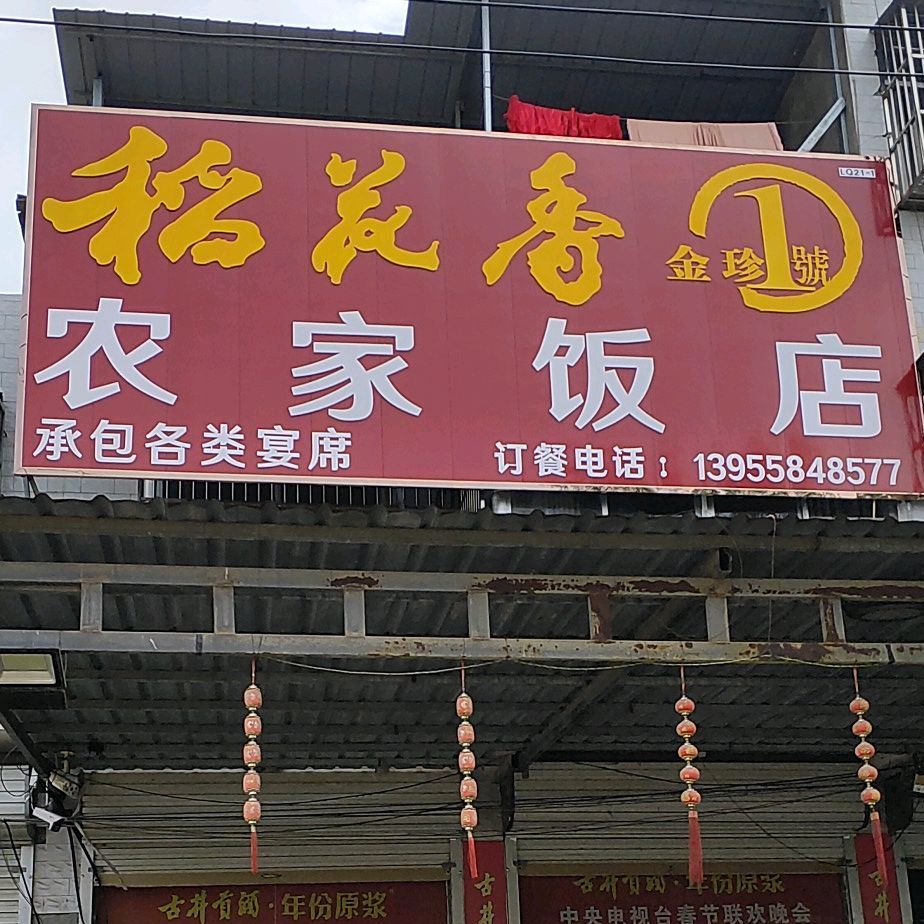 稻花香
金珍1號
LQ21-1
农家饭店
承包各类宴席
订餐电话：13955848577
古井贡酒·年份原浆
古井
古井贡酒·年份原浆
中央电视台春节联欢晚会
古井